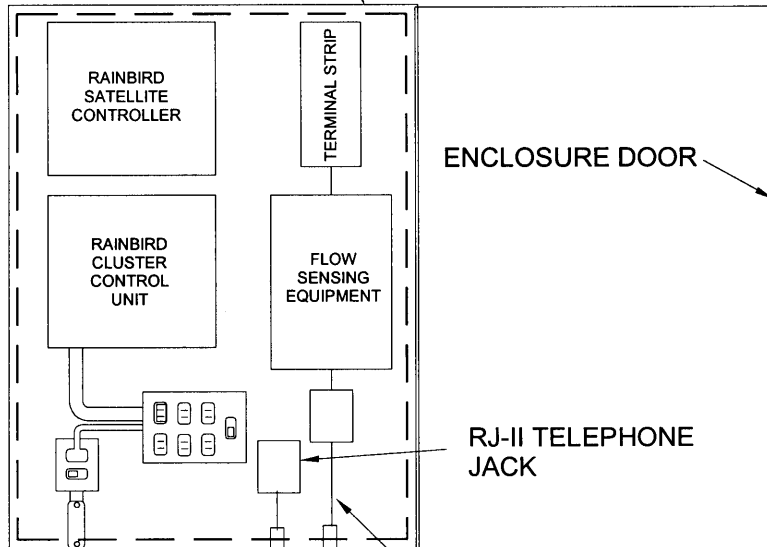 RAINBIRD
SATELLITE
CONTROLLER
TERMINAL STRIP
ENCLOSURE DOOR
RAINBIRD
CLUSTER
CONTROL
UNIT
FLOW
SENSING
EQUIPMENT
RJ-II TELEPHONE
JACK